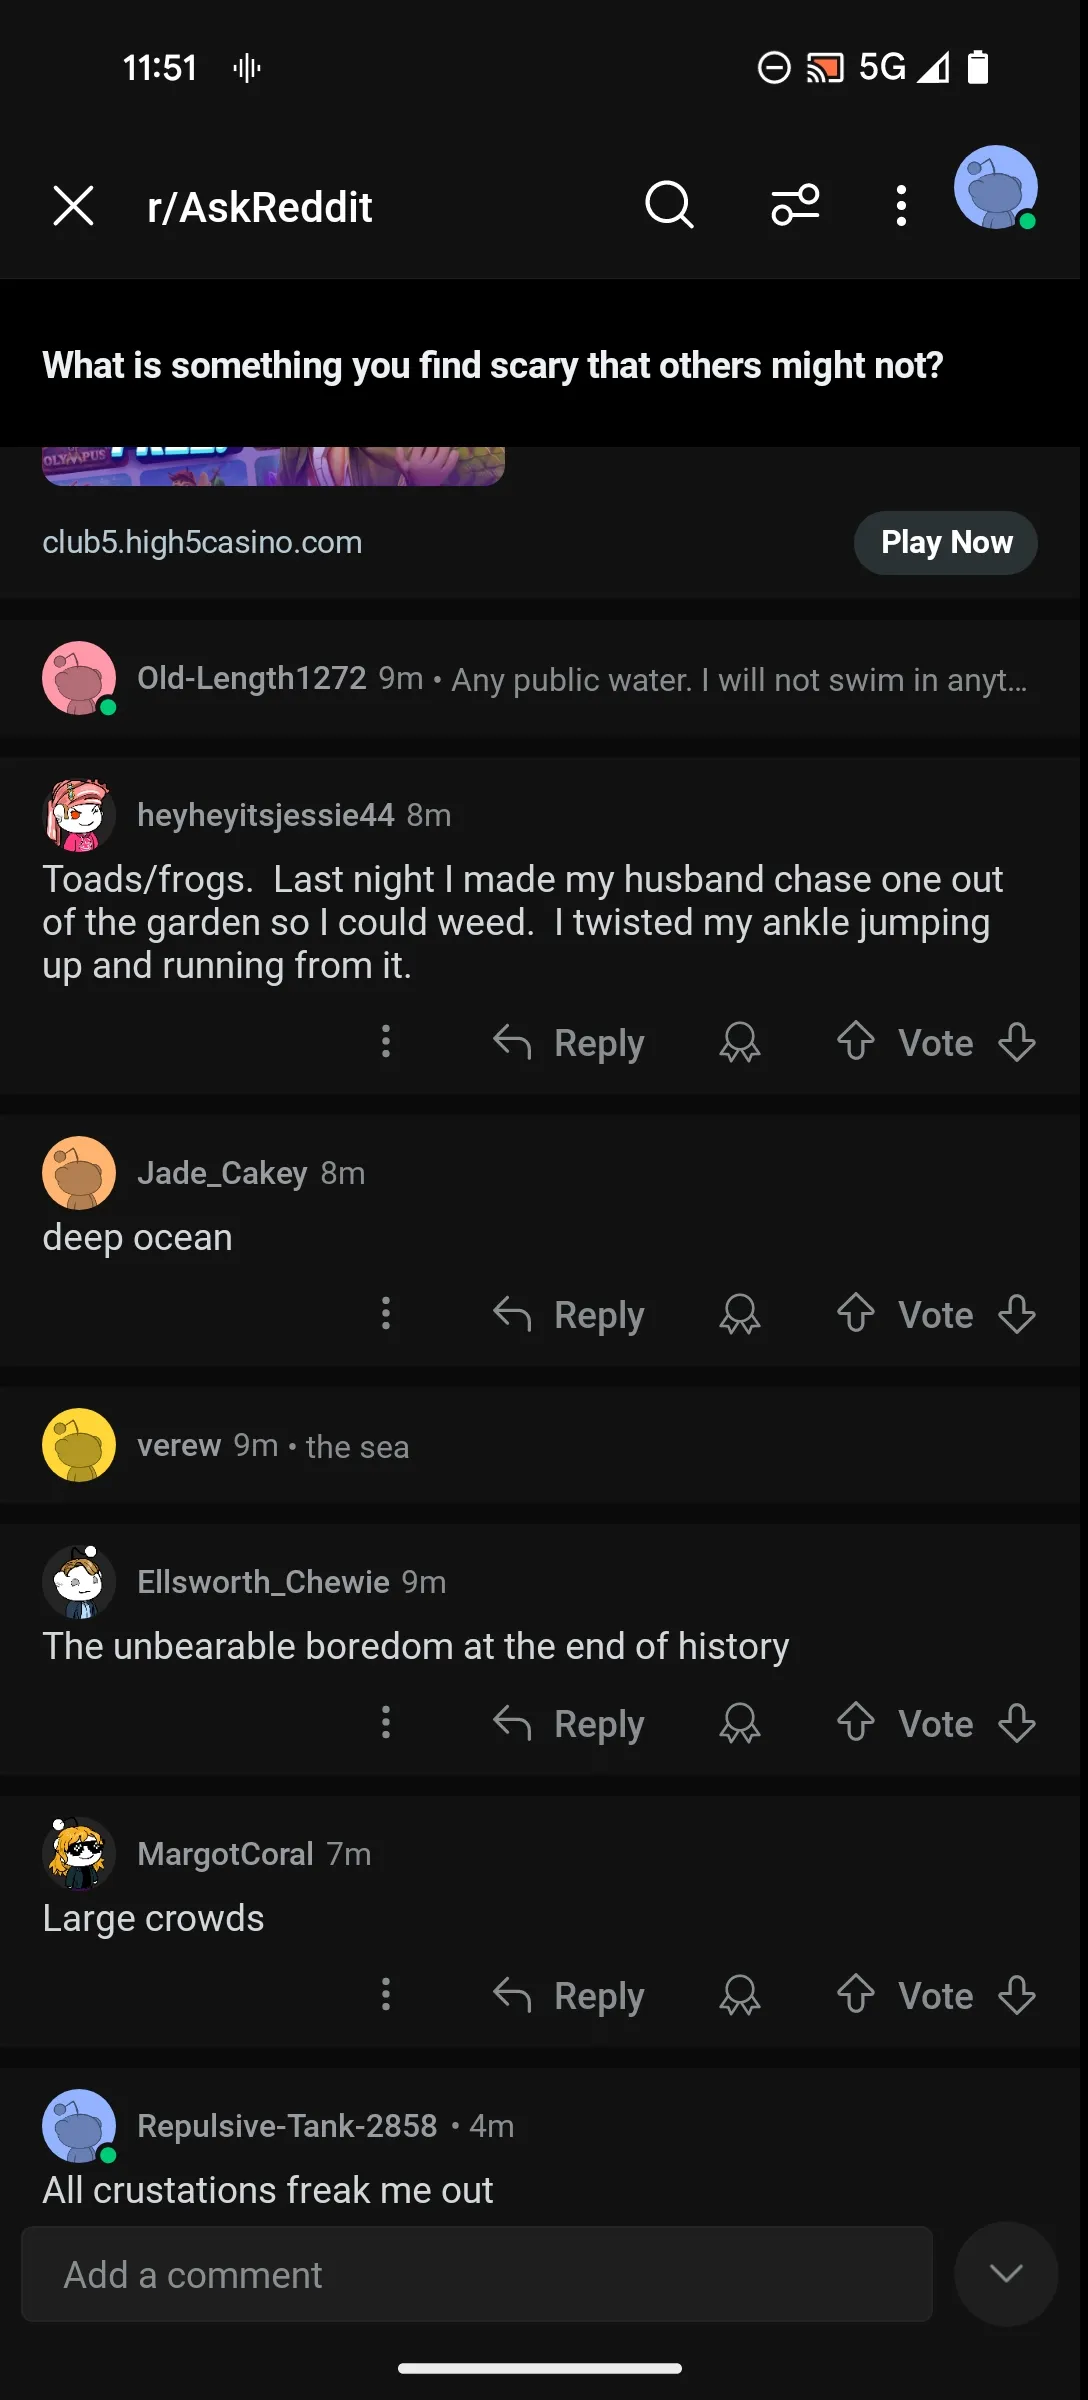 11:51
5G
r/AskReddit
What is something you find scary that others might not?
OLYMPUS FREE!
club5.high5casino.com
Play Now
Old-Length1272 9m • Any public water. I will not swim in anyt...
heyheyitsjessie44 8m
Toads/frogs.  Last night I made my husband chase one out
of the garden so I could weed.  I twisted my ankle jumping
up and running from it.
Reply Vote
Jade_Cakey 8m
deep ocean
Reply Vote
verew 9m • the sea
Ellsworth_Chewie 9m
The unbearable boredom at the end of history
Reply Vote
MargotCoral 7m
Large crowds
Reply Vote
Repulsive-Tank-2858 • 4m
All crustations freak me out
Add a comment